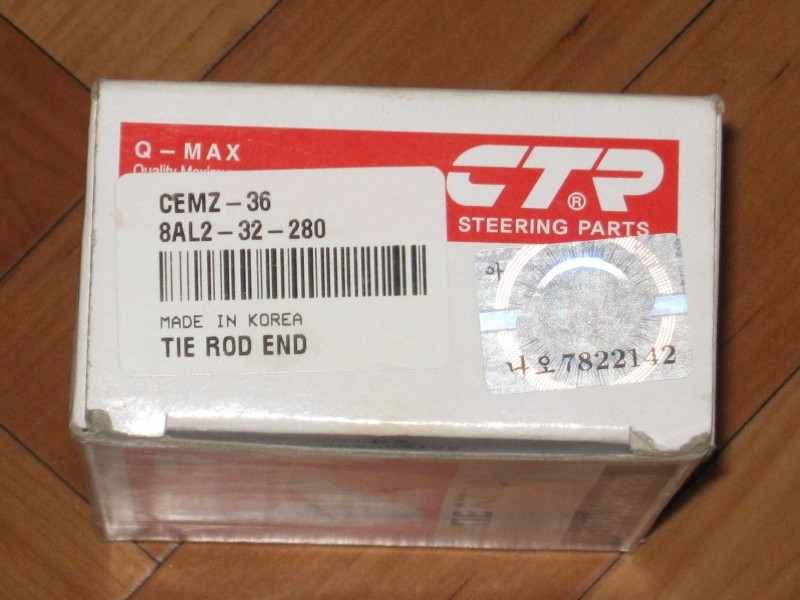 Q-MAX
CTR®
STEERING PARTS
CEMZ-36
8AL2-32-280
MADE IN KOREA
TIE ROD END
나오7822142
TIE